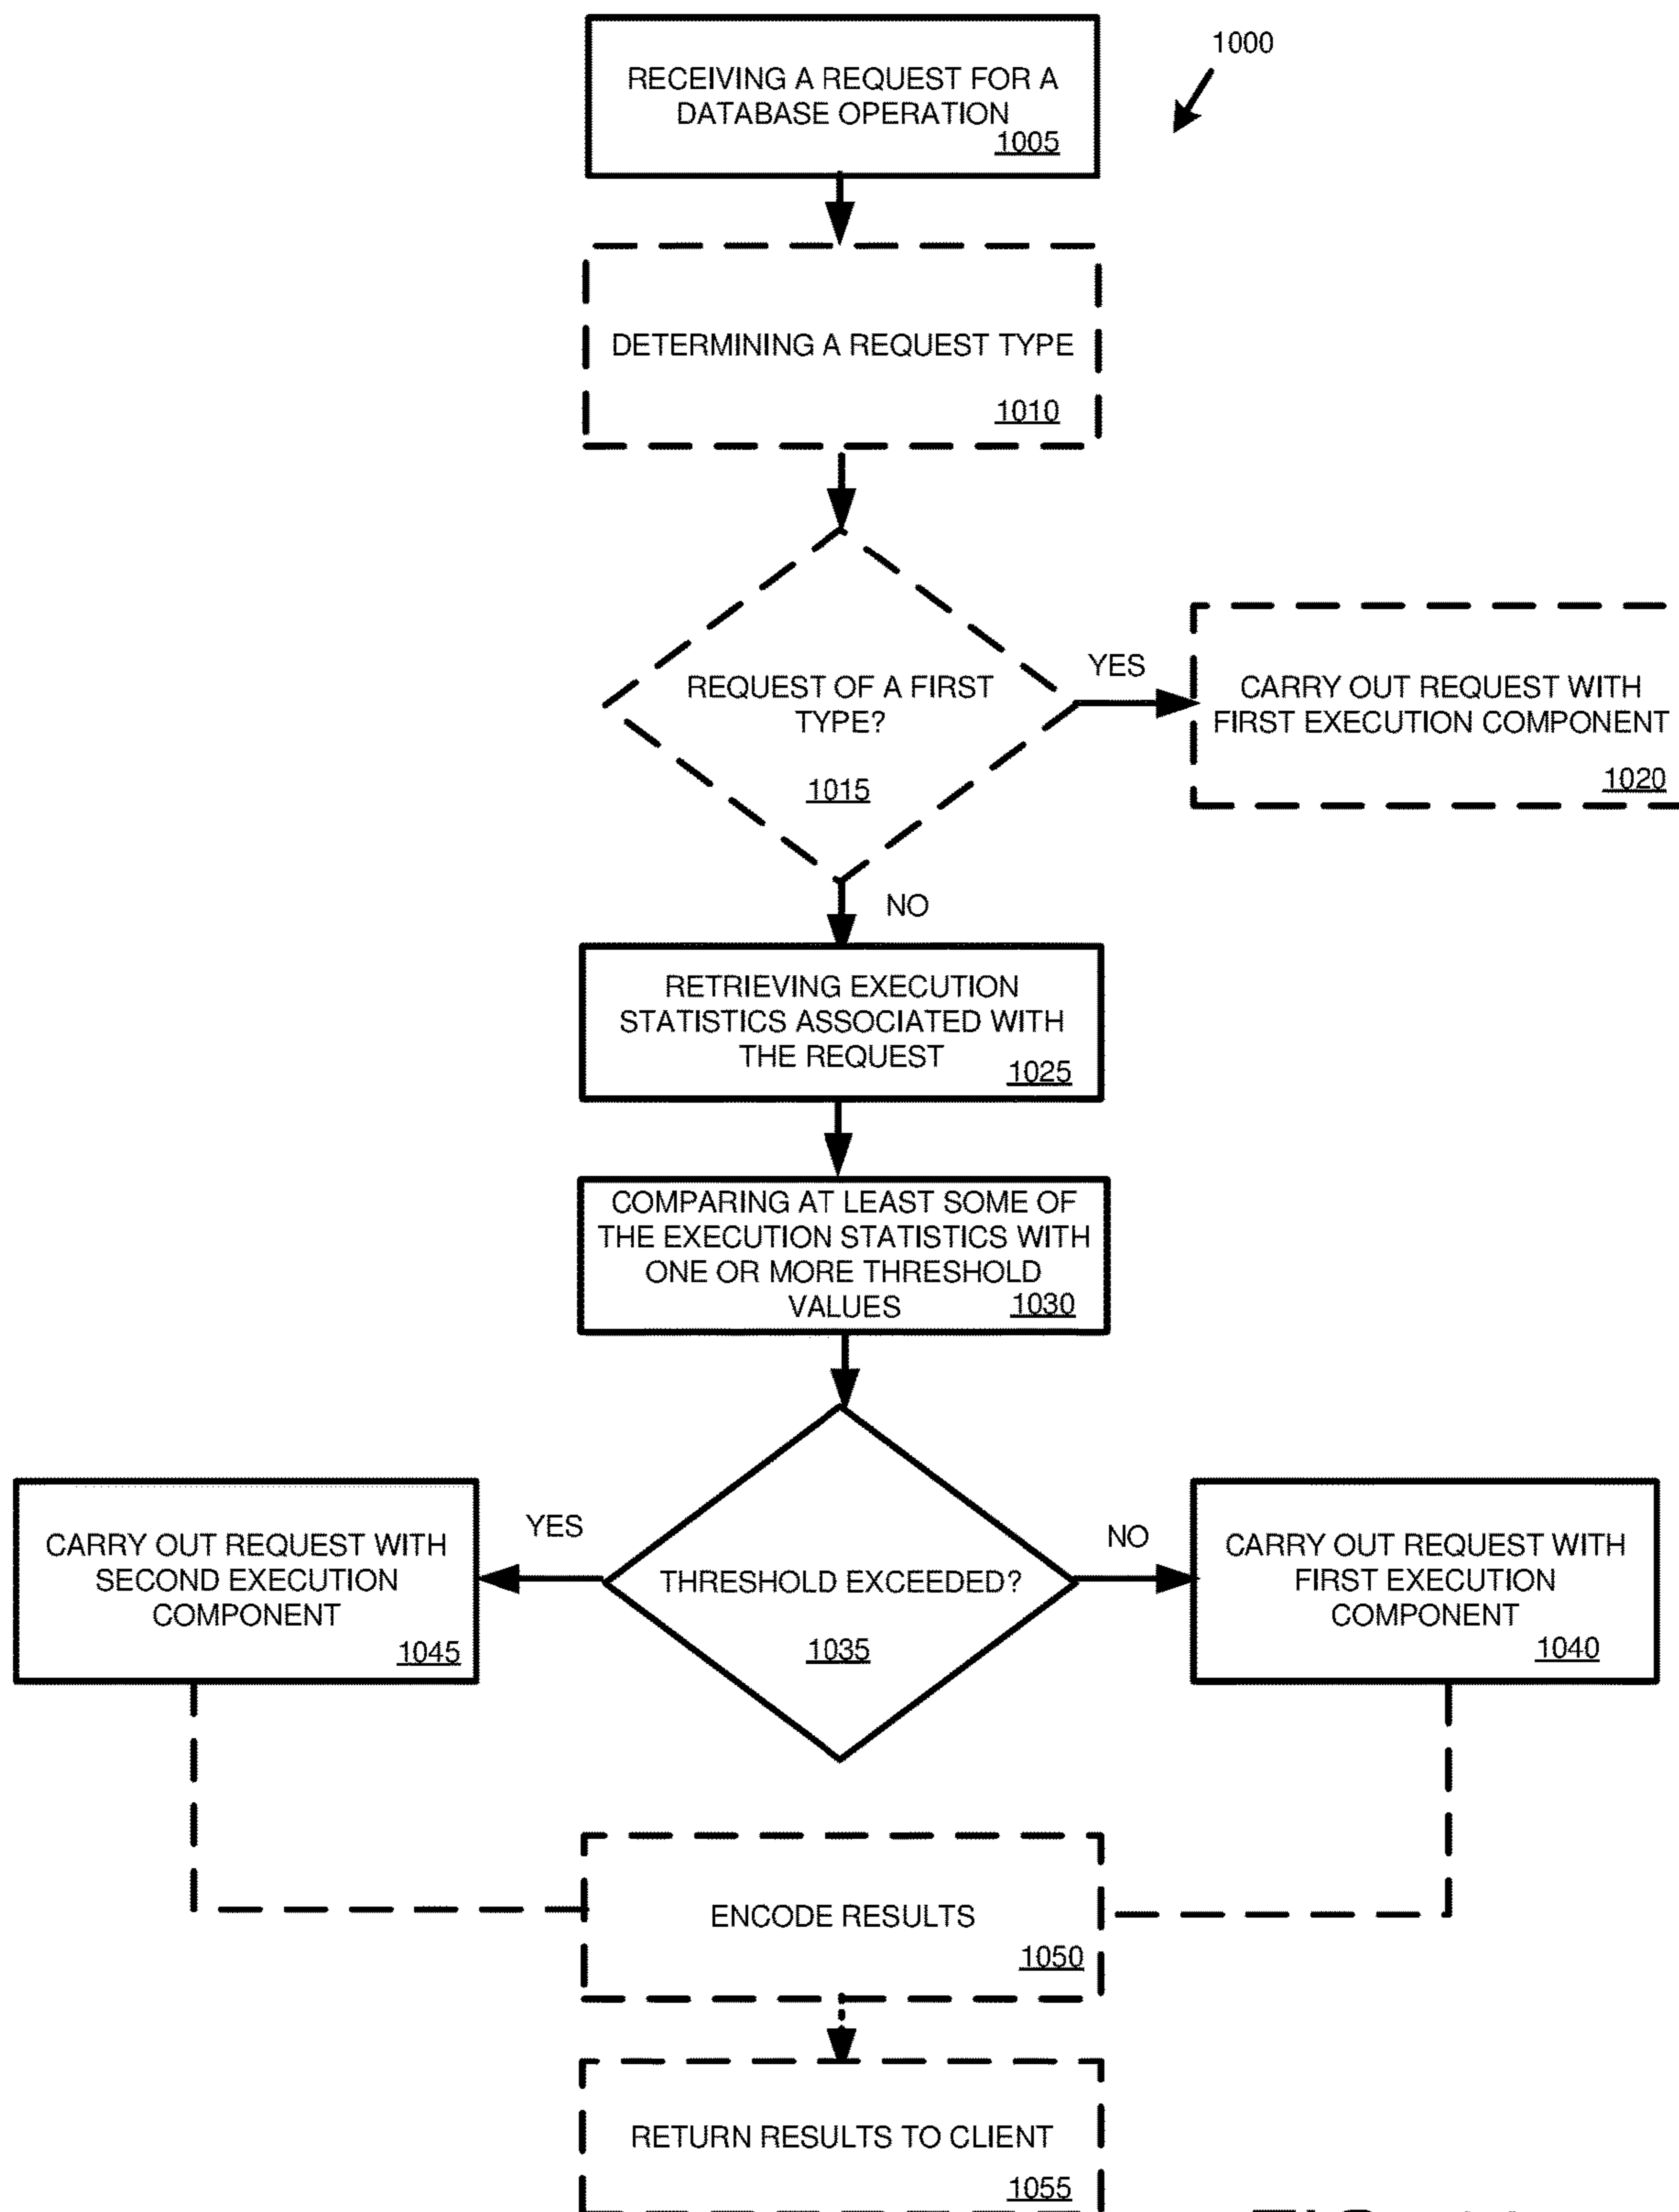 1000
RECEIVING A REQUEST FOR A
DATABASE OPERATION
1005
DETERMINING A REQUEST TYPE
1010
REQUEST OF A FIRST
TYPE?
1015
YES
CARRY OUT REQUEST WITH
FIRST EXECUTION COMPONENT
1020
NO
RETRIEVING EXECUTION
STATISTICS ASSOCIATED WITH
THE REQUEST
1025
COMPARING AT LEAST SOME OF
THE EXECUTION STATISTICS WITH
ONE OR MORE THRESHOLD
VALUES
1030
THRESHOLD EXCEEDED?
1035
YES
CARRY OUT REQUEST WITH
SECOND EXECUTION
COMPONENT
1045
NO
CARRY OUT REQUEST WITH
FIRST EXECUTION
COMPONENT
1040
ENCODE RESULTS
1050
RETURN RESULTS TO CLIENT
1055